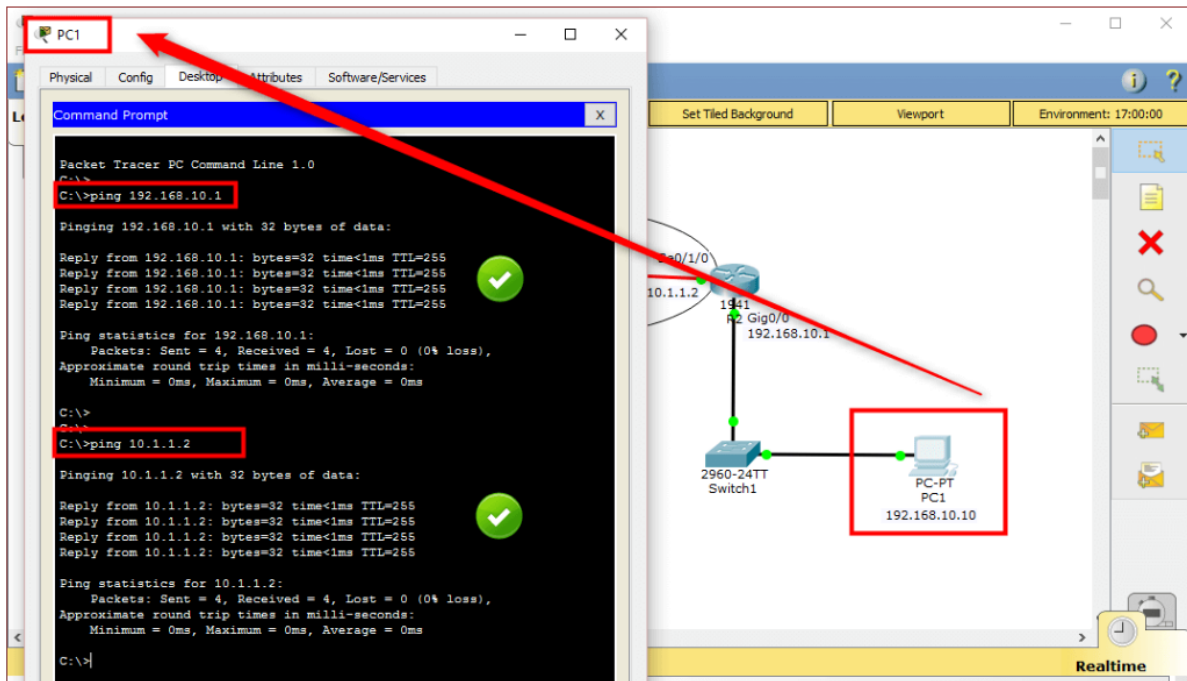 PC1
Physical Config Desktop Attributes Software/Services
Command Prompt X
Packet Tracer PC Command Line 1.0
C:\>
C:\>ping 192.168.10.1
Pinging 192.168.10.1 with 32 bytes of data:
Reply from 192.168.10.1: bytes=32 time<1ms TTL=255
Reply from 192.168.10.1: bytes=32 time<1ms TTL=255
Reply from 192.168.10.1: bytes=32 time<1ms TTL=255
Reply from 192.168.10.1: bytes=32 time<1ms TTL=255
Ping statistics for 192.168.10.1:
Packets: Sent = 4, Received = 4, Lost = 0 (0% loss),
Approximate round trip times in milli-seconds:
Minimum = 0ms, Maximum = 0ms, Average = 0ms
C:\>
C:\>
C:\>ping 10.1.1.2
Pinging 10.1.1.2 with 32 bytes of data:
Reply from 10.1.1.2: bytes=32 time<1ms TTL=255
Reply from 10.1.1.2: bytes=32 time<1ms TTL=255
Reply from 10.1.1.2: bytes=32 time<1ms TTL=255
Reply from 10.1.1.2: bytes=32 time<1ms TTL=255
Ping statistics for 10.1.1.2:
Packets: Sent = 4, Received = 4, Lost = 0 (0% loss),
Approximate round trip times in milli-seconds:
Minimum = 0ms, Maximum = 0ms, Average = 0ms
C:\>
Set Tiled Background Viewport Environment: 17:00:00
Se0/1/0
10.1.1.2
1941
R2 Gig0/0
192.168.10.1
2960-24TT
Switch1
PC-PT
PC1
192.168.10.10
Realtime